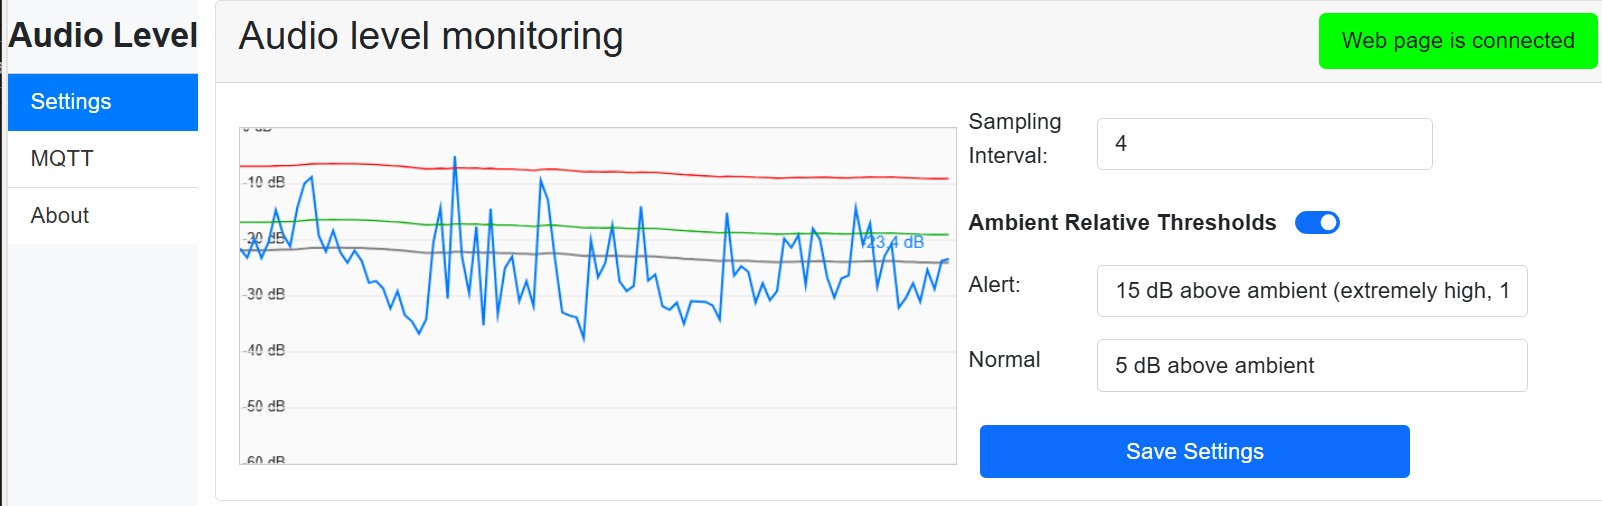 Audio Level
Settings
MQTT
About
Audio level monitoring
Web page is connected
0 dB
-10 dB
-20 dB
-30 dB
-40 dB
-50 dB
-60 dB
-23,4 dB
Sampling
Interval:
4
Ambient Relative Thresholds
Alert:
15 dB above ambient (extremely high, 1
Normal
5 dB above ambient
Save Settings